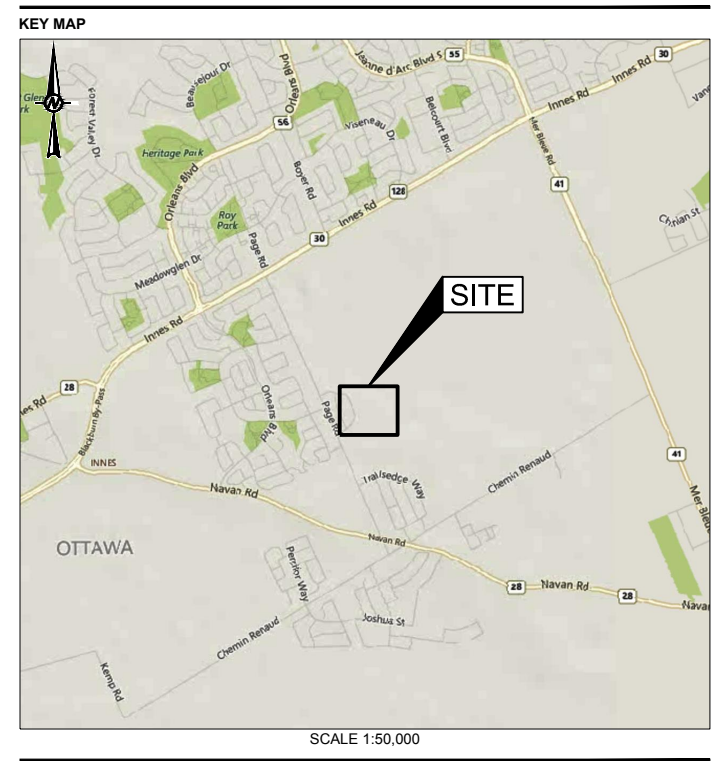 KEY MAP
Jeanne d'Arc Blvd S
55
30
Innes Rd
Innes Rd
Beausejour Dr
Orleans Blvd
Forest Valley Dr
N
Belcourt Blvd
56
Viseneau Dr
Mer Bleue Rd
Heritage Park
Orleans Blvd
Boyer Rd
128
41
Innes Rd
Roy
Park
30
Page Rd
Meadowglen Dr
SITE
Innes Rd
28
Orleans Blvd
Page Rd
Blackburn By-Pass
INNES
41
Navan Rd
Trailsedge Way
Chemin Renaud
Navan Rd
OTTAWA
Pennior Way
28
Navan Rd
28
Joshua St
Chemin Renaud
Kemp Rd
SCALE 1:50,000